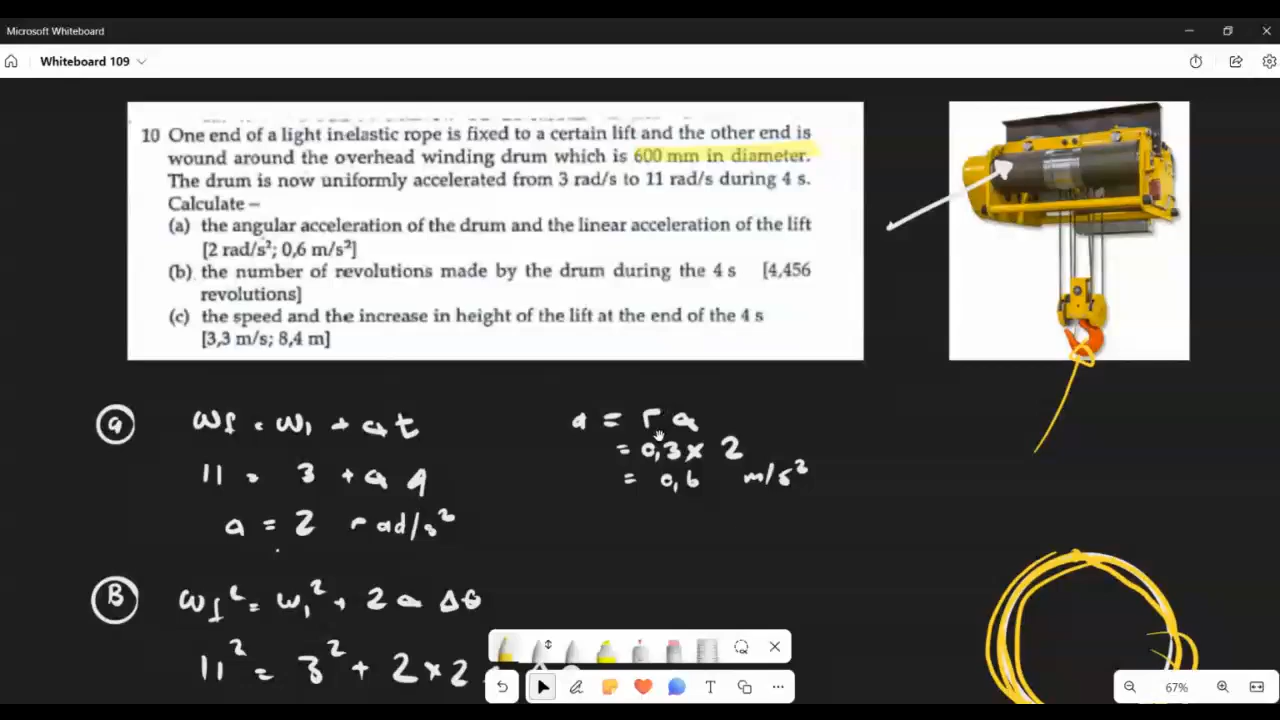 Microsoft Whiteboard
Whiteboard 109
10 One end of a light inelastic rope is fixed to a certain lift and the other end is
wound around the overhead winding drum which is 600 mm in diameter.
The drum is now uniformly accelerated from 3 rad/s to 11 rad/s during 4 s.
Calculate –
(a) the angular acceleration of the drum and the linear acceleration of the lift
[2 rad/s²; 0,6 m/s²]
(b) the number of revolutions made by the drum during the 4 s [4,456
revolutions]
(c) the speed and the increase in height of the lift at the end of the 4 s
[3,3 m/s; 8,4 m]
a
ωf = ω1 + α t
11 = 3 + α 4
α = 2 rad/s²
a = r α
= 0,3 × 2
= 0,6 m/s²
B
ωf² = ω1² + 2 α Δθ
11² = 3² + 2 × 2
T
67%